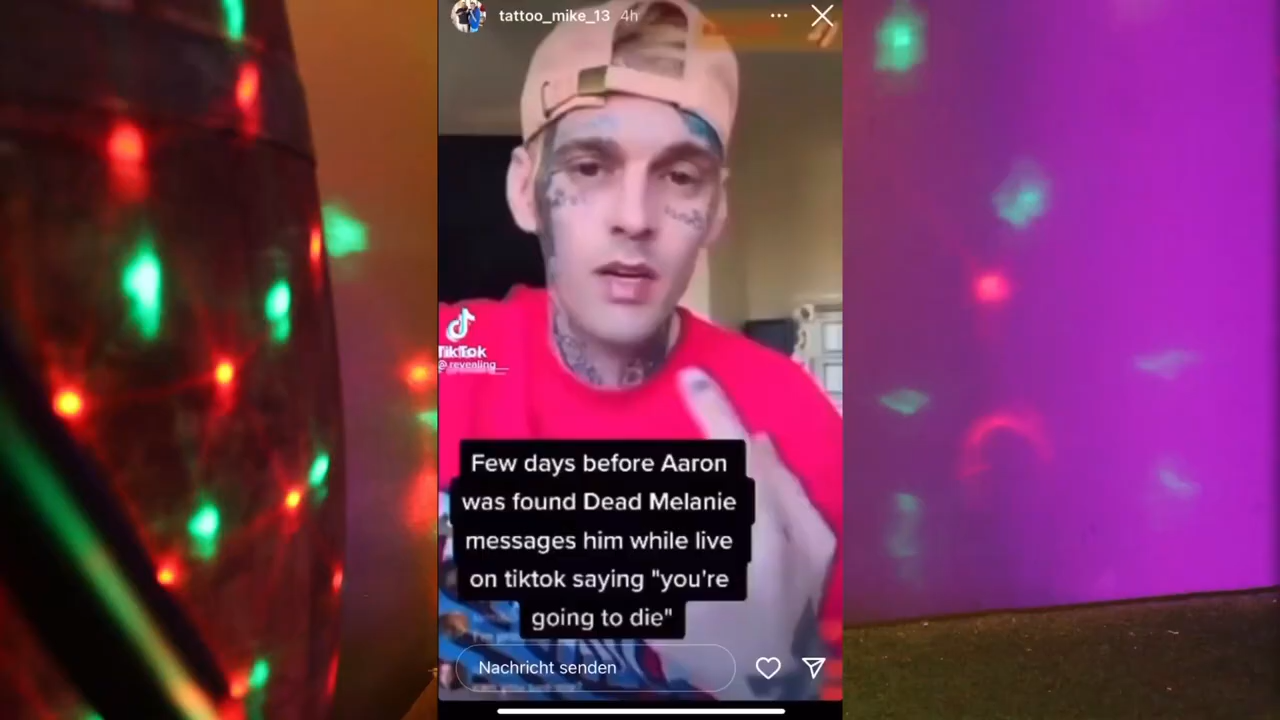 tattoo_mike_13 4h
TikTok
@revealing__
Few days before Aaron
was found Dead Melanie
messages him while live
on tiktok saying "you're
going to die"
Nachricht senden